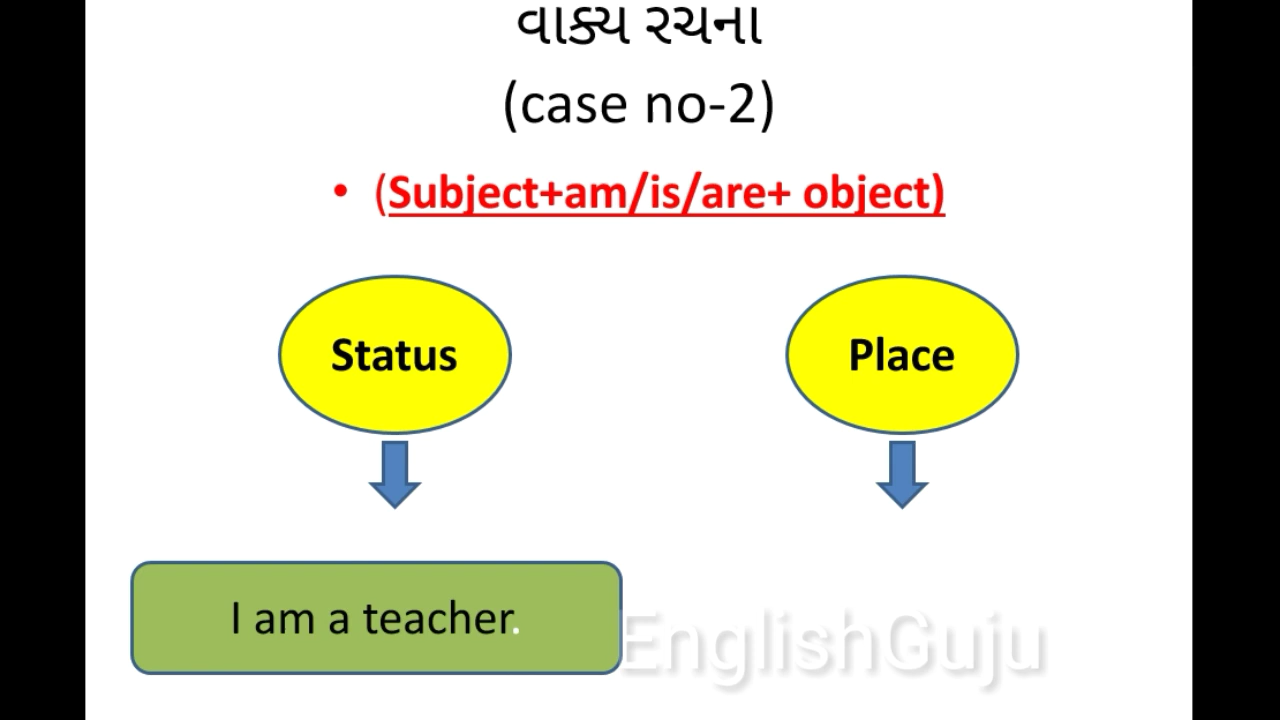 વાક્ય રચના
(case no-2)
• (Subject+am/is/are+ object)
Status
Place
I am a teacher.
EnglishGuju